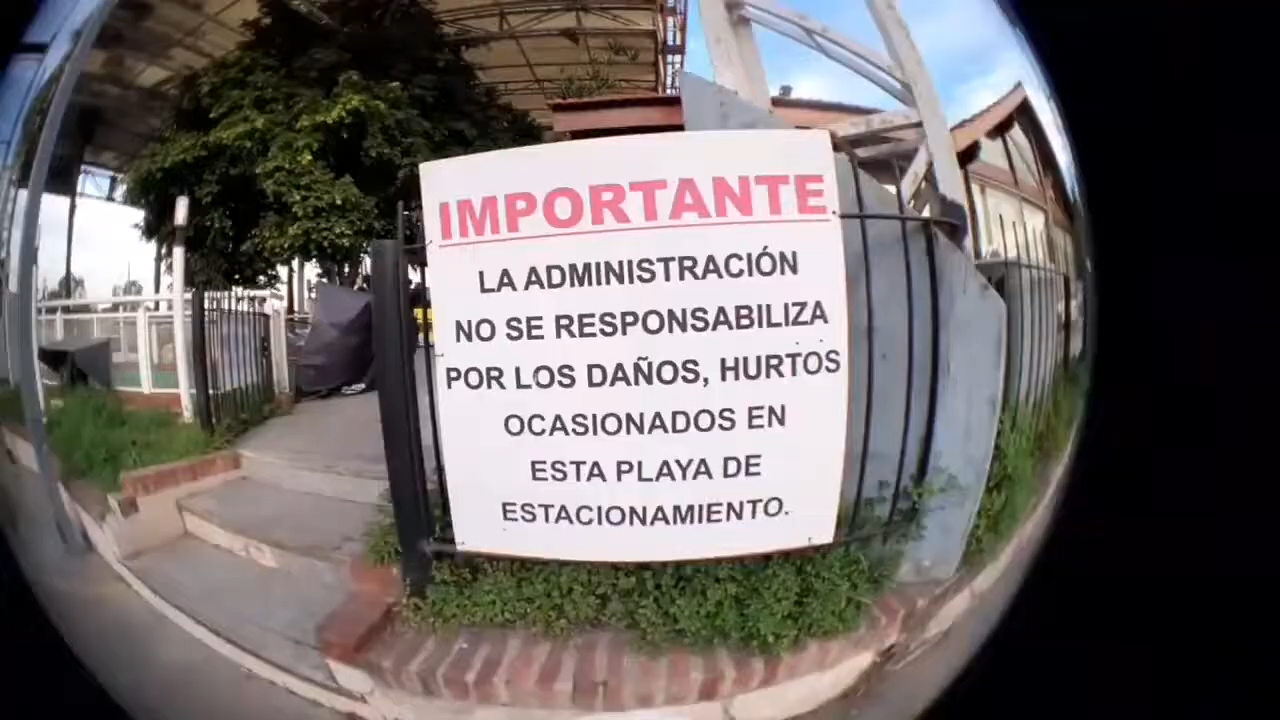 IMPORTANTE
LA ADMINISTRACIÓN
NO SE RESPONSABILIZA
POR LOS DAÑOS, HURTOS
OCASIONADOS EN
ESTA PLAYA DE
ESTACIONAMIENTO.